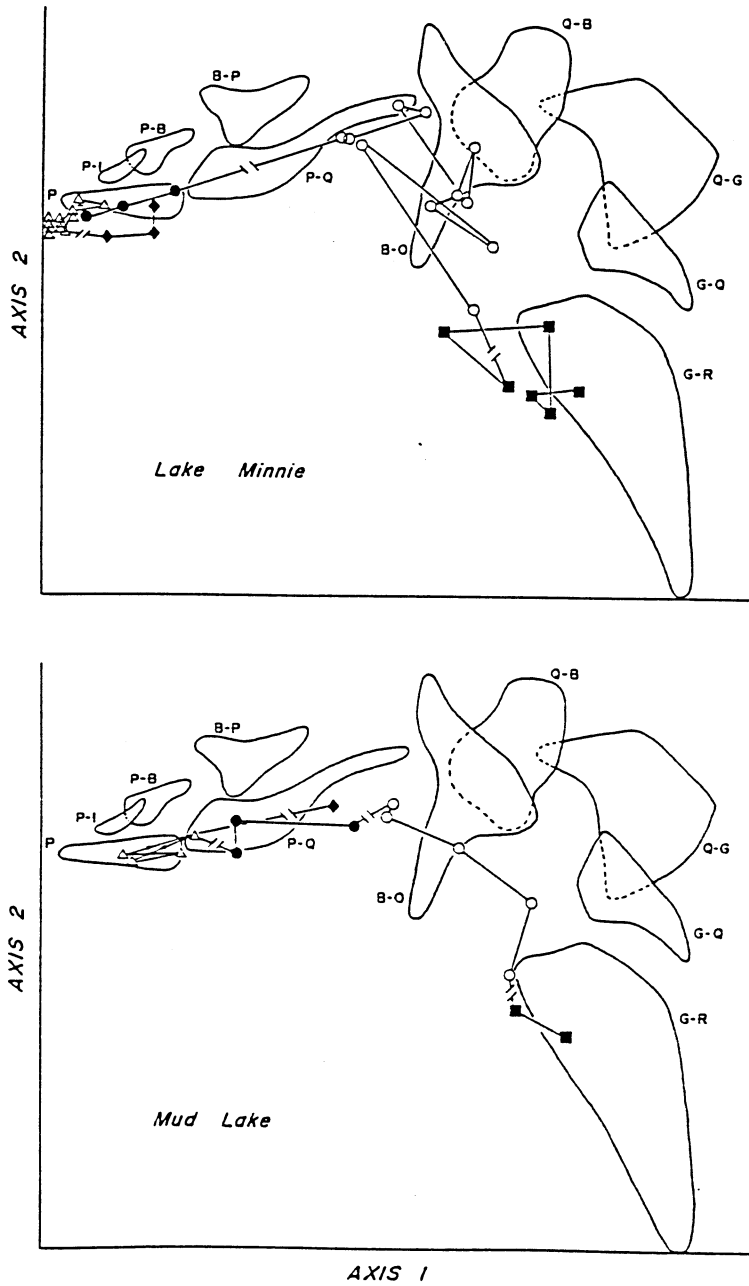 Q-B
B-P
P-B
P-I
P
P-Q
Q-G
B-Q
G-Q
G-R
AXIS 2
Lake Minnie
Q-B
B-P
P-B
P-I
P
P-Q
Q-G
B-Q
G-Q
G-R
AXIS 2
Mud Lake
AXIS 1